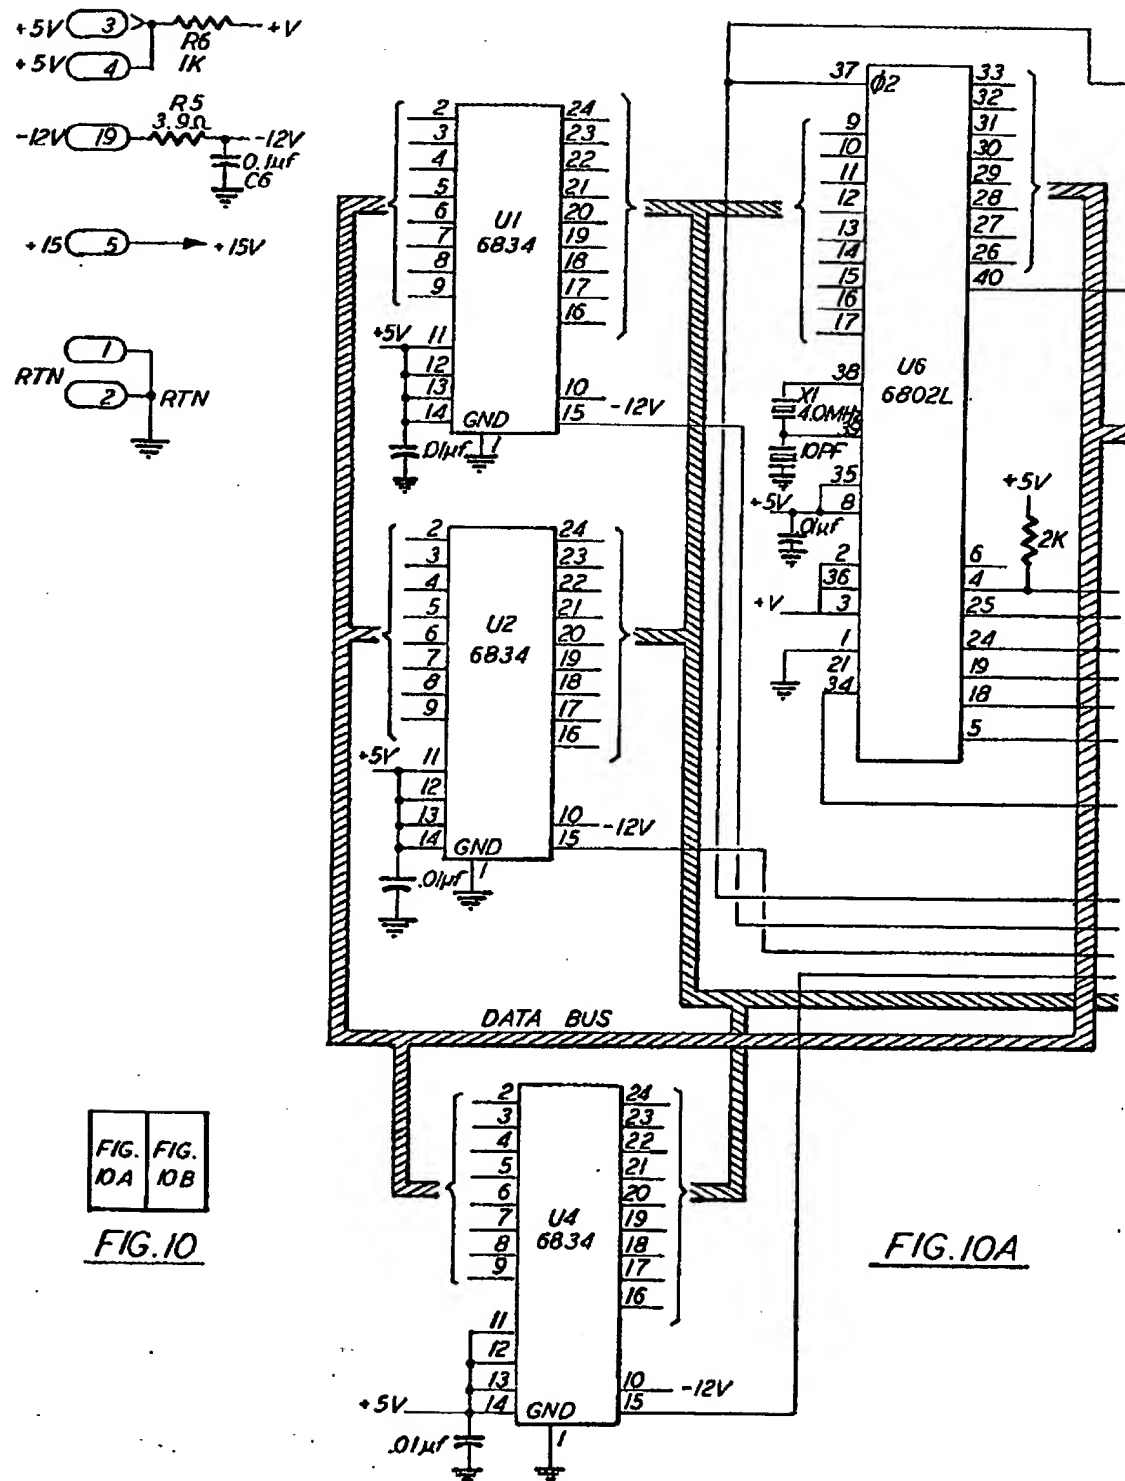 +5V 3 R6 1K +V
+5V 4
-12V 19 R5 3.9Ω -12V
0.1µf
C6
+15 5 +15V
1
RTN
2 RTN
2
3
4
5
6
7
8
9
+5V 11
12
13
14
U1
6834
GND
1
.01µf
24
23
22
21
20
19
18
17
16
10 -12V
15
2
3
4
5
6
7
8
9
+5V 11
12
13
14
U2
6834
GND
1
.01µf
24
23
22
21
20
19
18
17
16
10 -12V
15
37 φ2
9
10
11
12
13
14
15
16
17
38
X1
4.0MHz
39
10PF
35
+5V 8
.01µf
2
36
+V 3
1
21
34
U6
6802L
33
32
31
30
29
28
27
26
40
+5V
2K
6
4
25
24
19
18
5
DATA BUS
2
3
4
5
6
7
8
9
11
12
13
+5V 14
U4
6834
GND
1
.01µf
24
23
22
21
20
19
18
17
16
10 -12V
15
FIG. 10A
FIG. 10B
FIG.10
FIG.10A